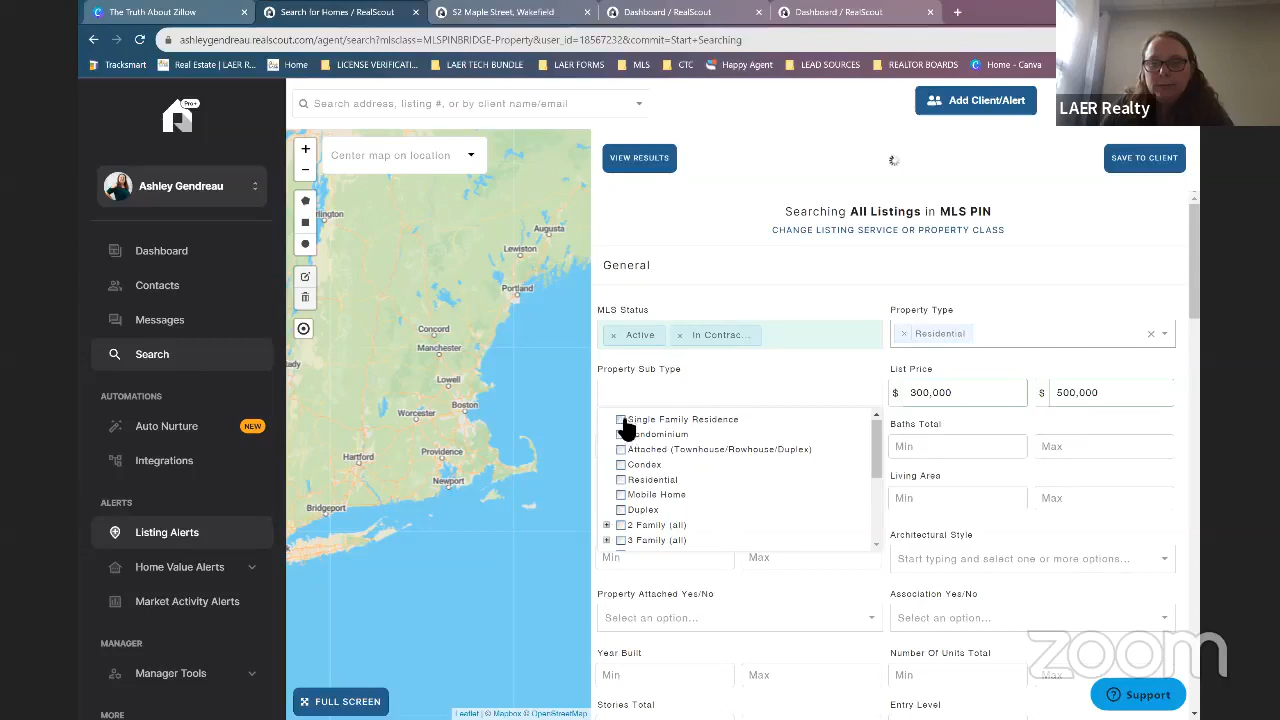 The Truth About Zillow
Search for Homes / RealScout
52 Maple Street, Wakefield
Dashboard / RealScout
Dashboard / RealScout
ashleygendreau.realscout.com/agent/search?mlsclass=MLSPINBRIDGE-Property&user_id=18567232&commit=Start+Searching
Tracksmart
Real Estate | LAER R...
Home
LICENSE VERIFICATI...
LAER TECH BUNDLE
LAER FORMS
MLS
CTC
Happy Agent
LEAD SOURCES
REALTOR BOARDS
Home - Canva
LAER Realty
Pro+
Ashley Gendreau
Dashboard
Contacts
Messages
Search
AUTOMATIONS
Auto Nurture
NEW
Integrations
ALERTS
Listing Alerts
Home Value Alerts
Market Activity Alerts
MANAGER
Manager Tools
MORE
Search address, listing #, or by client name/email
Add Client/Alert
Center map on location
+
−
Augusta
Lewiston
Portland
Concord
Manchester
Lowell
Boston
Worcester
Providence
Hartford
Newport
Bridgeport
FULL SCREEN
Leaflet | © Mapbox © OpenStreetMap
VIEW RESULTS
SAVE TO CLIENT
Searching All Listings in MLS PIN
CHANGE LISTING SERVICE OR PROPERTY CLASS
General
MLS Status
Property Type
× Active
× In Contrac...
× Residential
Property Sub Type
List Price
$ 300,000
$ 500,000
Single Family Residence
Condominium
Attached (Townhouse/Rowhouse/Duplex)
Condex
Residential
Mobile Home
Duplex
2 Family (all)
3 Family (all)
Baths Total
Min
Max
Living Area
Min
Max
Architectural Style
Start typing and select one or more options...
Min
Max
Property Attached Yes/No
Association Yes/No
Select an option...
Select an option...
Year Built
Number Of Units Total
Min
Max
Min
Max
Stories Total
Entry Level
Support
zoom